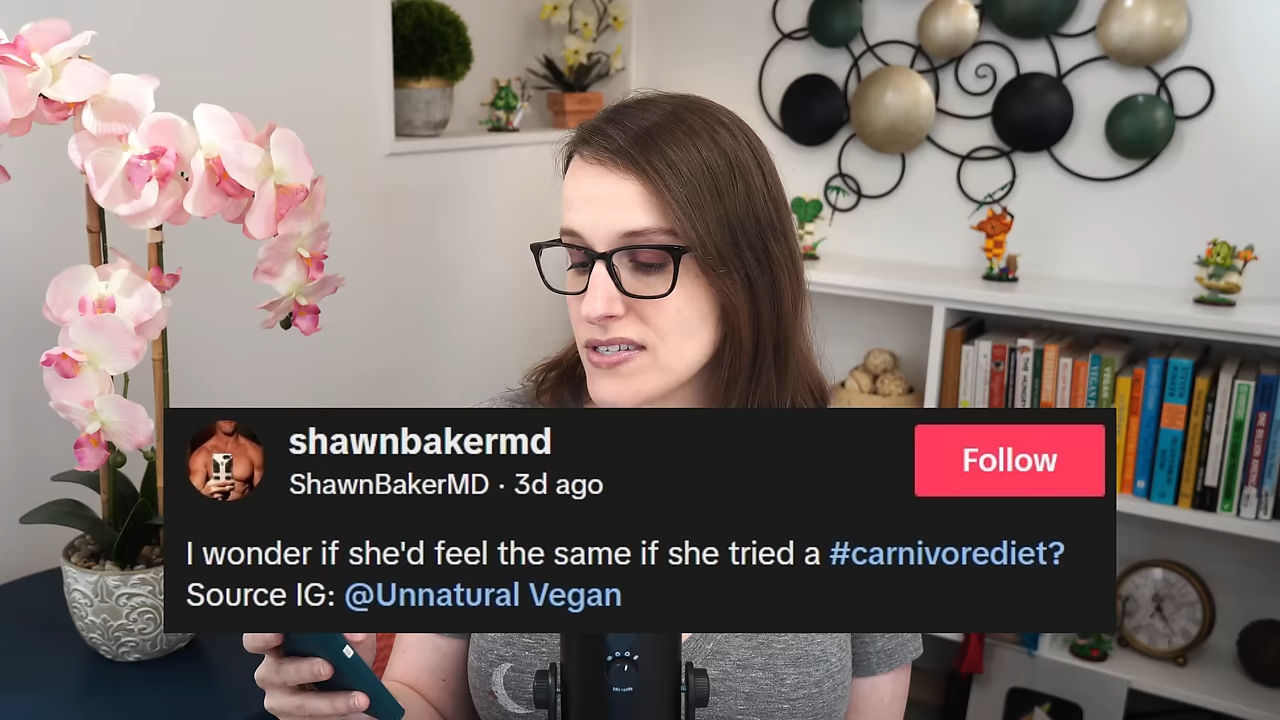 shawnbakermd
ShawnBakerMD · 3d ago
Follow
I wonder if she'd feel the same if she tried a #carnivorediet?
Source IG: @Unnatural Vegan